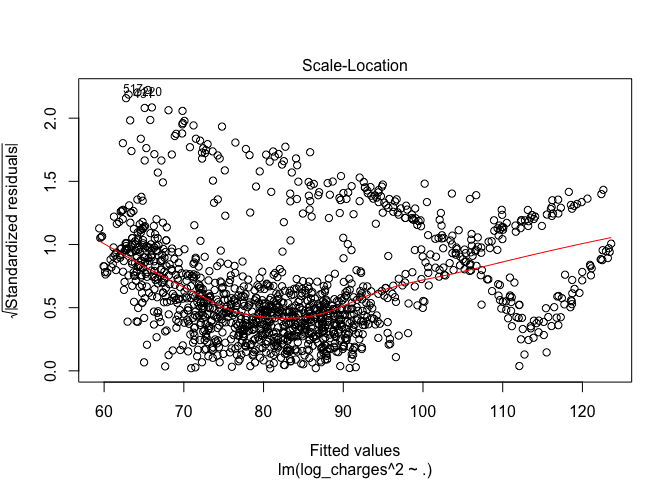 Scale-Location
√|Standardized residuals|
2.0
1.5
1.0
0.5
0.0
60 70 80 90 100 110 120
Fitted values
lm(log_charges^2 ~ .)